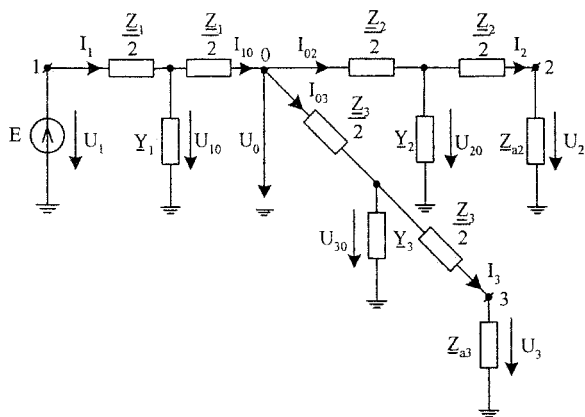 Z₁/2 Z₁/2 Z₂/2 Z₂/2
I₁ I₁₀ 0 I₀₂ I₂
1 2
I₀₃
Z₃/2
E U₁ Y₁ U₁₀ U₀ Y₂ U₂₀ Zₐ₂ U₂
U₃₀ Y₃ Z₃/2
I₃
3
Zₐ₃ U₃